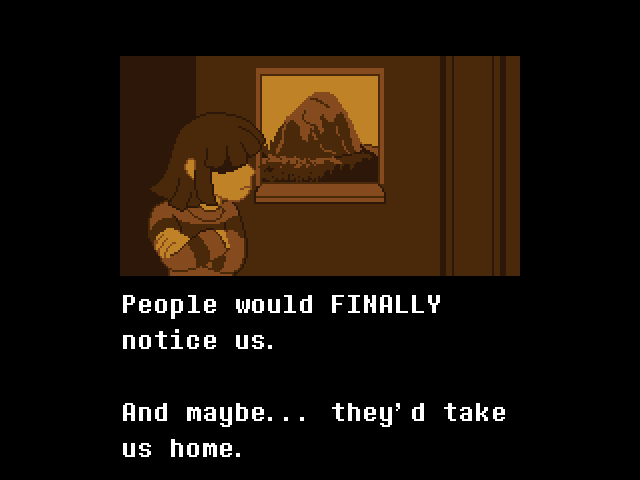 People would FINALLY
notice us.
And maybe... they'd take
us home.